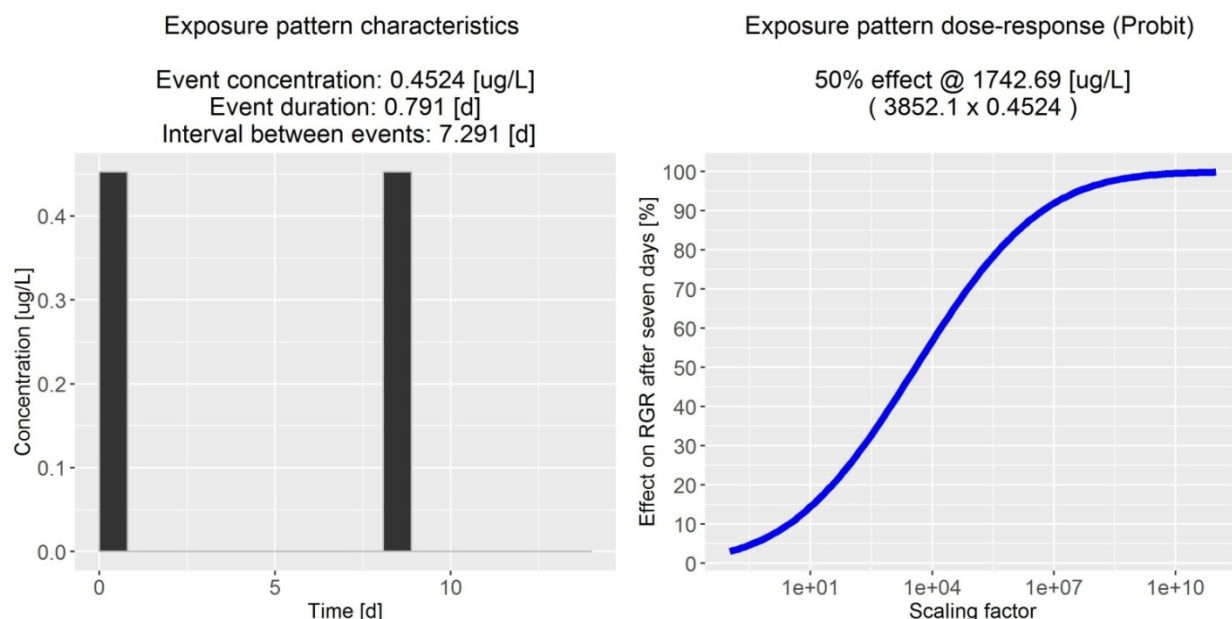 Exposure pattern characteristics
Event concentration: 0.4524 [ug/L]
Event duration: 0.791 [d]
Interval between events: 7.291 [d]
Concentration [ug/L]
0.4
0.3
0.2
0.1
0.0
0
5
10
Time [d]
Exposure pattern dose-response (Probit)
50% effect @ 1742.69 [ug/L]
( 3852.1 x 0.4524 )
Effect on RGR after seven days [%]
100
90
80
70
60
50
40
30
20
10
0
1e+01
1e+04
1e+07
1e+10
Scaling factor